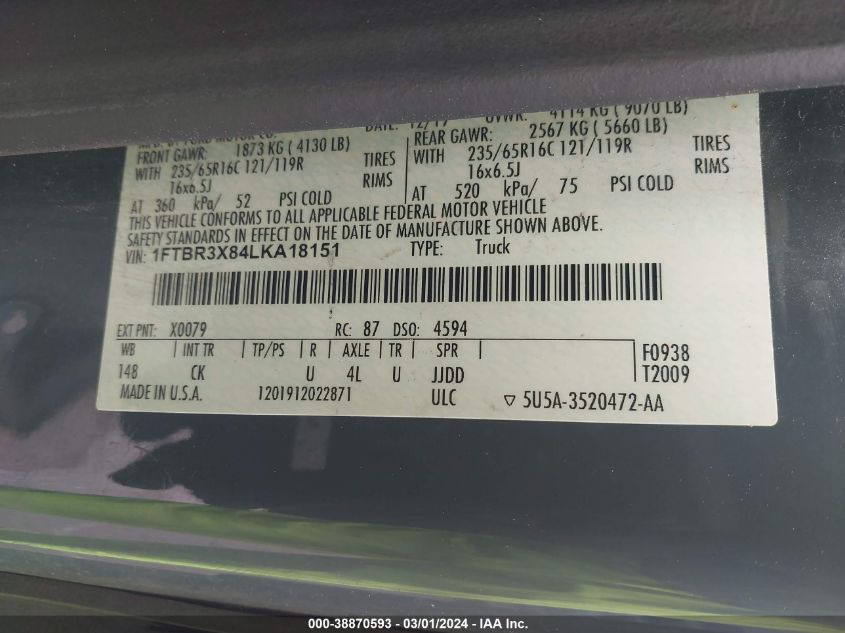 MFD. BY FORD MOTOR CO.
DATE: 12/19 GVWR: 4114 KG ( 9070 LB)
FRONT GAWR: 1873 KG ( 4130 LB) REAR GAWR: 2567 KG ( 5660 LB)
WITH 235/65R16C 121/119R TIRES WITH 235/65R16C 121/119R TIRES
16x6.5J RIMS 16x6.5J RIMS
AT 360 kPa/ 52 PSI COLD AT 520 kPa/ 75 PSI COLD
THIS VEHICLE CONFORMS TO ALL APPLICABLE FEDERAL MOTOR VEHICLE
SAFETY STANDARDS IN EFFECT ON THE DATE OF MANUFACTURE SHOWN ABOVE.
VIN: 1FTBR3X84LKA18151 TYPE: Truck
EXT PNT: X0079 RC: 87 DSO: 4594
WB INT TR TP/PS R AXLE TR SPR F0938
148 CK U 4L U JJDD T2009
MADE IN U.S.A. 1201912022871 ULC ▽ 5U5A-3520472-AA
000-38870593 - 03/01/2024 - IAA Inc.